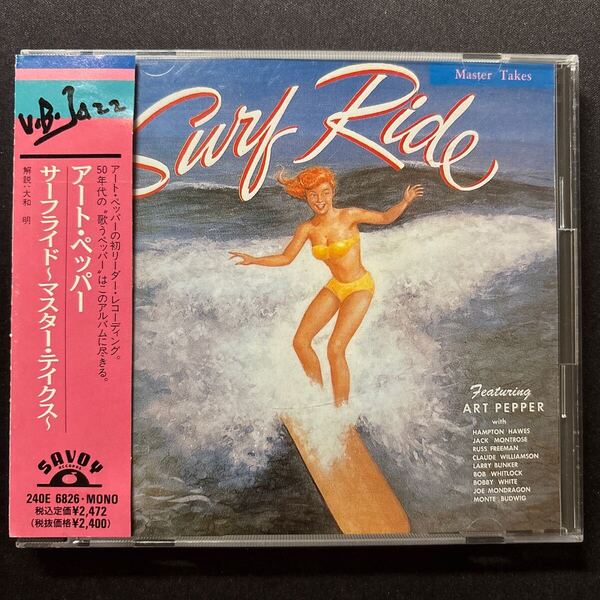 V.B.Jazz
アート・ペッパーの初リーダー・レコーディング。
50年代の“歌うペッパー”はこのアルバムに尽きる。
アート・ペッパー
サーフライド〜マスター・テイクス〜
解説:大和 明
SAVOY
RECORDS
240E 6826・MONO
税込定価¥2,472
(税抜価格¥2,400)
Master Takes
Surf Ride
Featuring
ART PEPPER
with
HAMPTON HAWES
JACK MONTROSE
RUSS FREEMAN
CLAUDE WILLIAMSON
LARRY BUNKER
BOB WHITLOCK
BOBBY WHITE
JOE MONDRAGON
MONTE BUDWIG